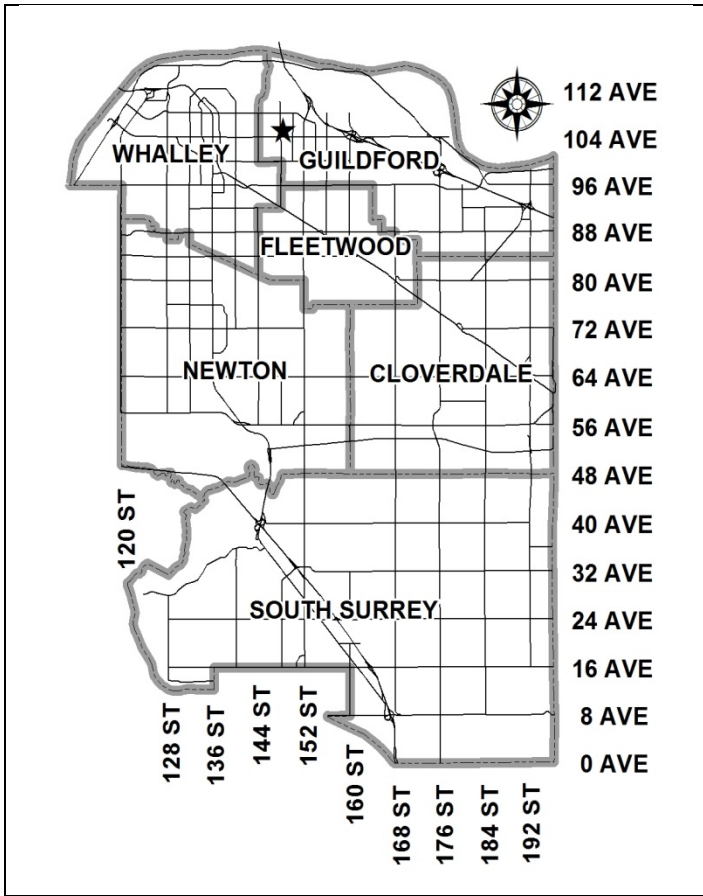 112 AVE
104 AVE
WHALLEY
GUILDFORD
96 AVE
88 AVE
FLEETWOOD
80 AVE
72 AVE
NEWTON
CLOVERDALE
64 AVE
56 AVE
48 AVE
120 ST
40 AVE
32 AVE
SOUTH SURREY
24 AVE
16 AVE
128 ST
136 ST
144 ST
152 ST
8 AVE
160 ST
0 AVE
168 ST
176 ST
184 ST
192 ST